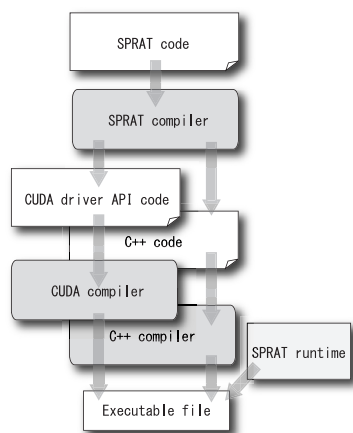 SPRAT code
SPRAT compiler
CUDA driver API code
C++ code
CUDA compiler
C++ compiler
SPRAT runtime
Executable file